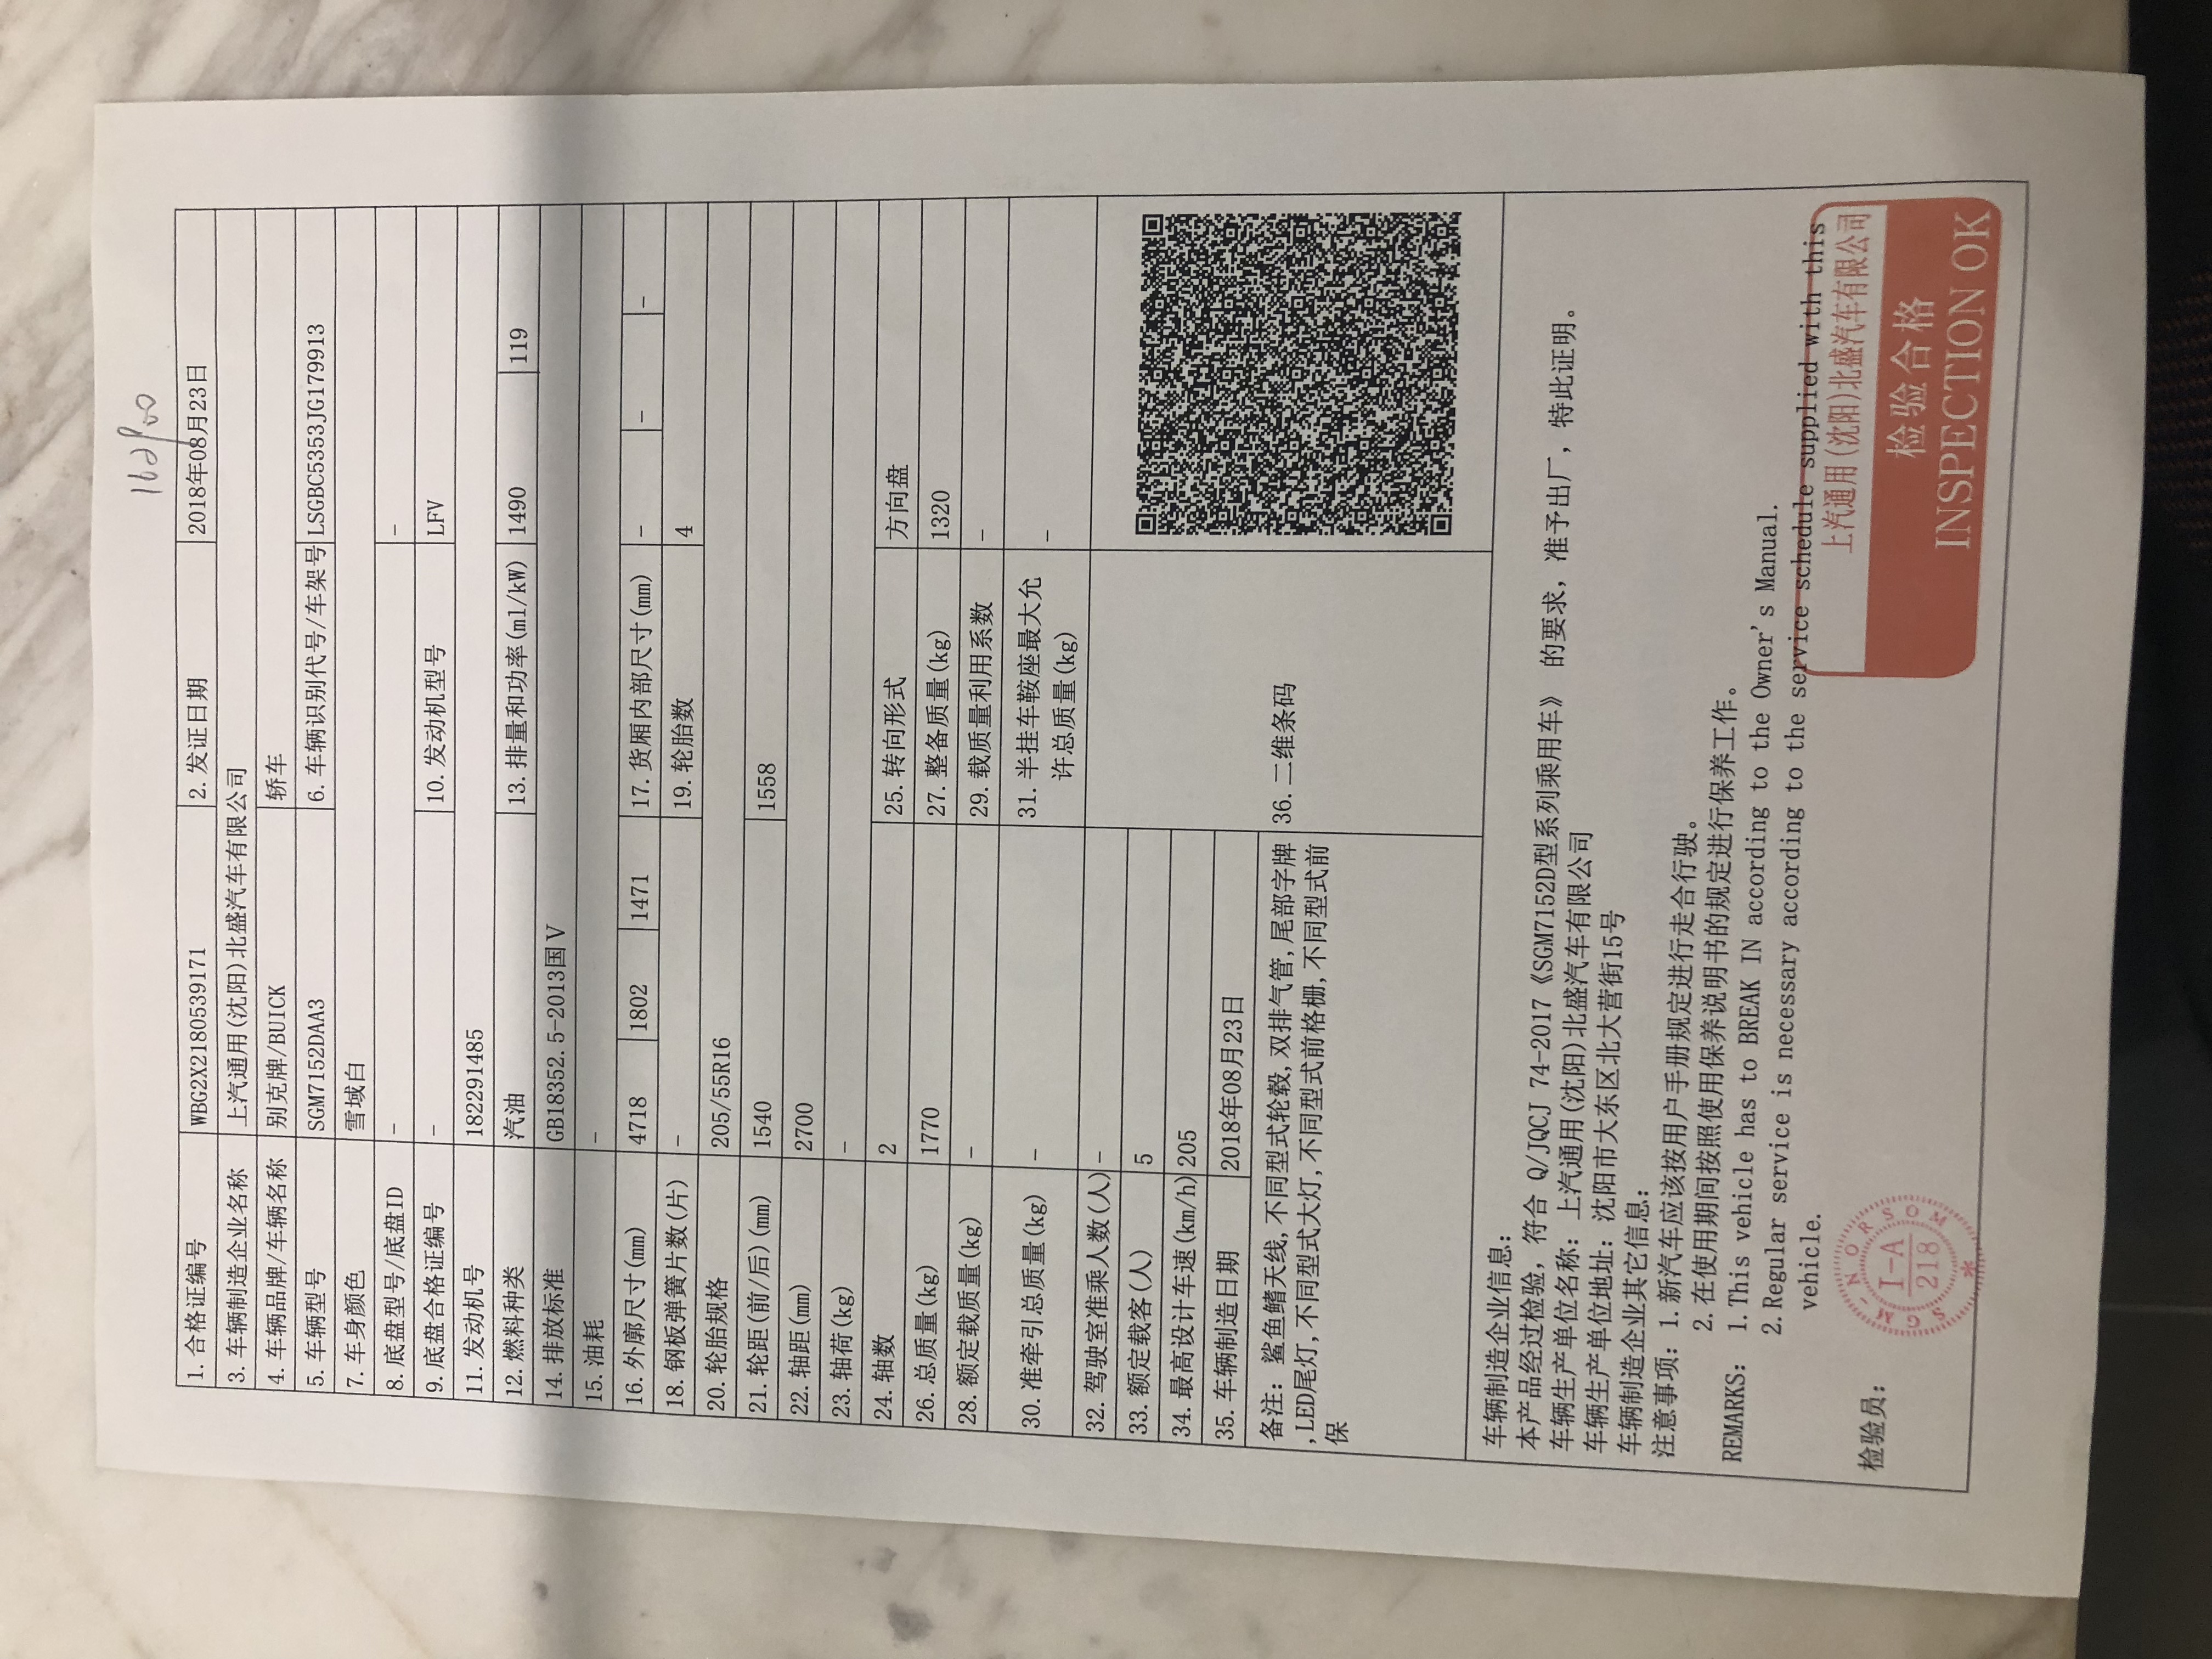 162900
1. 合格证编号 WBG2X2180539171 2. 发证日期 2018年08月23日
3. 车辆制造企业名称 上汽通用(沈阳)北盛汽车有限公司
4. 车辆品牌/车辆名称 别克牌/BUICK 轿车
5. 车辆型号 SGM7152DAA3 6. 车辆识别代号/车架号 LSGBC5353JG179913
7. 车身颜色 雪域白
8. 底盘型号/底盘ID - -
9. 底盘合格证编号 - 10. 发动机型号 LFV
11. 发动机号 182291485
12. 燃料种类 汽油 13. 排量和功率(ml/kW) 1490 119
14. 排放标准 GB18352.5-2013国Ⅴ
15. 油耗 -
16. 外廓尺寸(mm) 4718 1802 1471 17. 货厢内部尺寸(mm) - - -
18. 钢板弹簧片数(片) - 19. 轮胎数 4
20. 轮胎规格 205/55R16
21. 轮距(前/后)(mm) 1540 1558
22. 轴距(mm) 2700
23. 轴荷(kg) -
24. 轴数 2 25. 转向形式 方向盘
26. 总质量(kg) 1770 27. 整备质量(kg) 1320
28. 额定载质量(kg) - 29. 载质量利用系数 -
30. 准牵引总质量(kg) - 31. 半挂车鞍座最大允 -
许总质量(kg)
32. 驾驶室准乘人数(人) -
33. 额定载客(人) 5
34. 最高设计车速(km/h) 205
35. 车辆制造日期 2018年08月23日
备注: 鲨鱼鳍天线,不同型式轮毂,双排气管,尾部字牌 36. 二维条码
,LED尾灯,不同型式大灯,不同型式前格栅,不同型式前
保
车辆制造企业信息:
本产品经过检验, 符合 Q/JQCJ 74-2017《SGM7152D型系列乘用车》 的要求, 准予出厂, 特此证明。
车辆生产单位名称: 上汽通用(沈阳)北盛汽车有限公司
车辆生产单位地址: 沈阳市大东区北大营街15号
车辆制造企业其它信息:
注意事项: 1. 新汽车应该按用户手册规定进行走合行驶。
2. 在使用期间按照使用保养说明书的规定进行保养工作。
REMARKS: 1. This vehicle has to BREAK IN according to the Owner's Manual.
2. Regular service is necessary according to the service schedule supplied with this
vehicle.
上汽通用(沈阳)北盛汽车有限公司
检验合格
INSPECTION OK
检验员:
SGM·NORSOM
I-A
218